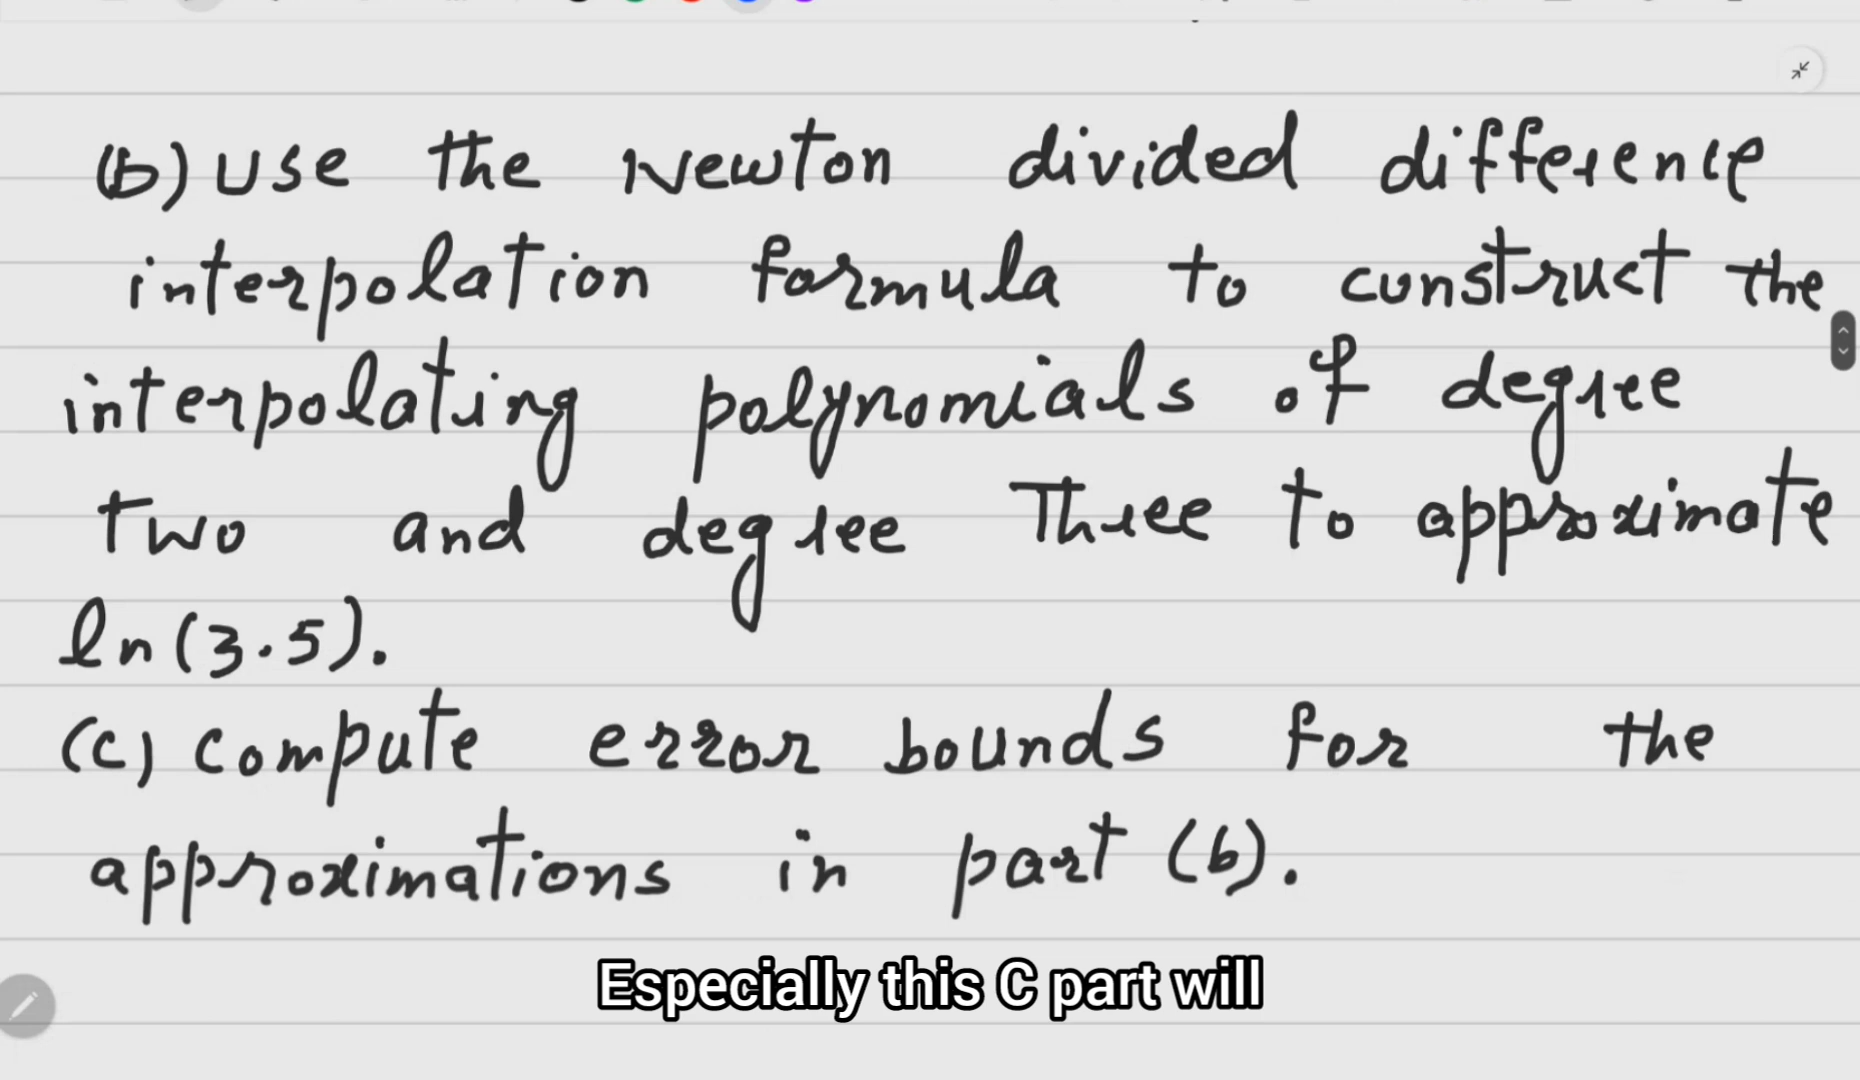 (b) Use the Newton divided difference
interpolation formula to construct the
interpolating polynomials of degree
two and degree Three to approximate
ln(3.5).
(c) compute error bounds for the
approximations in part (b).
Especially this C part will